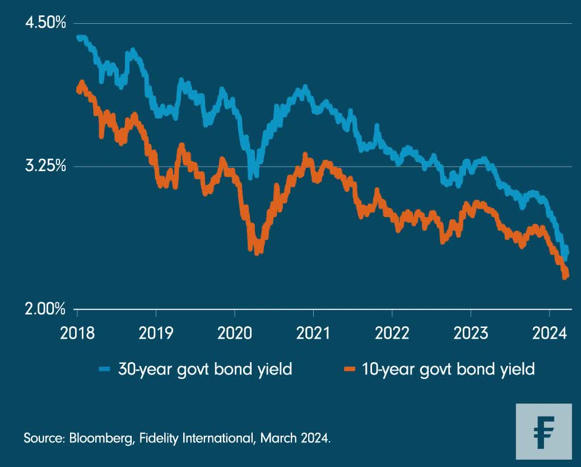 4.50%
3.25%
2.00%
2018 2019 2020 2021 2022 2023 2024
30-year govt bond yield 10-year govt bond yield
Source: Bloomberg, Fidelity International, March 2024.
F